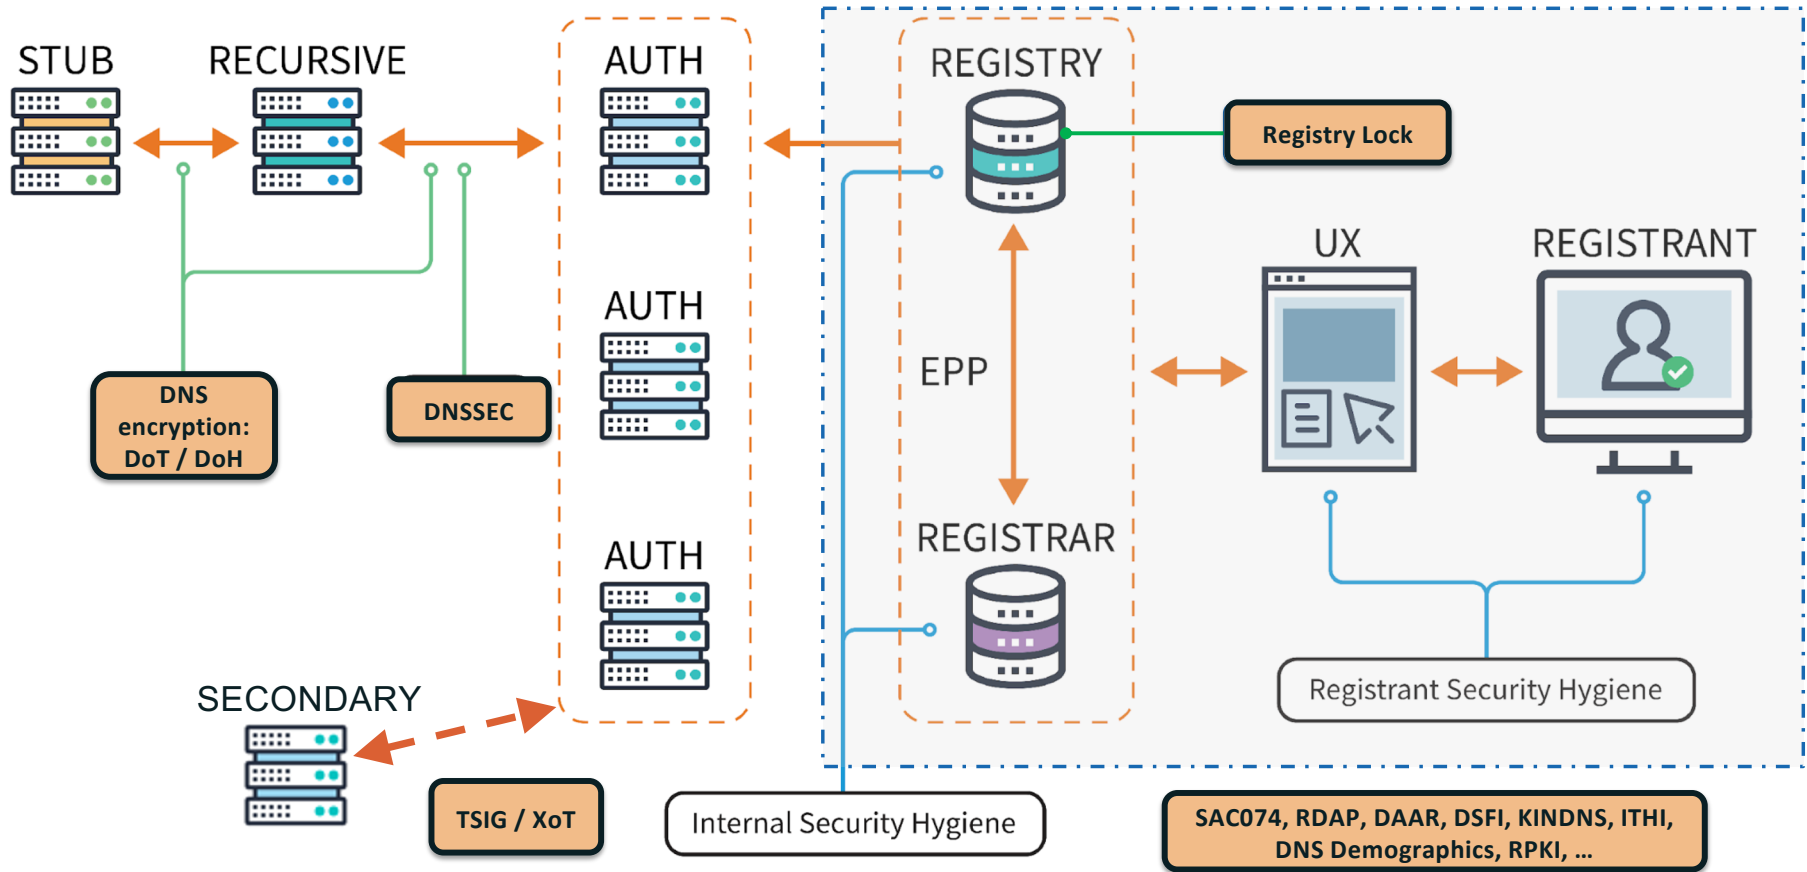 STUB
RECURSIVE
AUTH
REGISTRY
Registry Lock
UX
REGISTRANT
AUTH
EPP
DNS
encryption:
DoT / DoH
DNSSEC
REGISTRAR
AUTH
SECONDARY
Registrant Security Hygiene
TSIG / XoT
Internal Security Hygiene
SAC074, RDAP, DAAR, DSFI, KINDNS, ITHI,
DNS Demographics, RPKI, ...